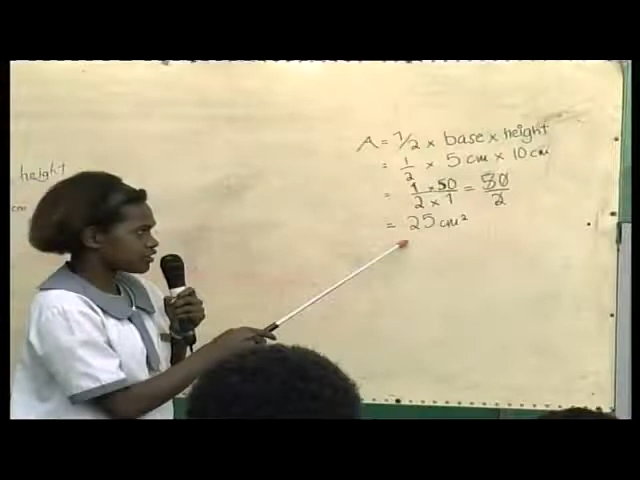 height
cm
A = 1/2 × base × height
= 1/2 × 5 cm × 10 cm
= 1 × 50 / 2 × 1 = 50/2
= 25 cm²